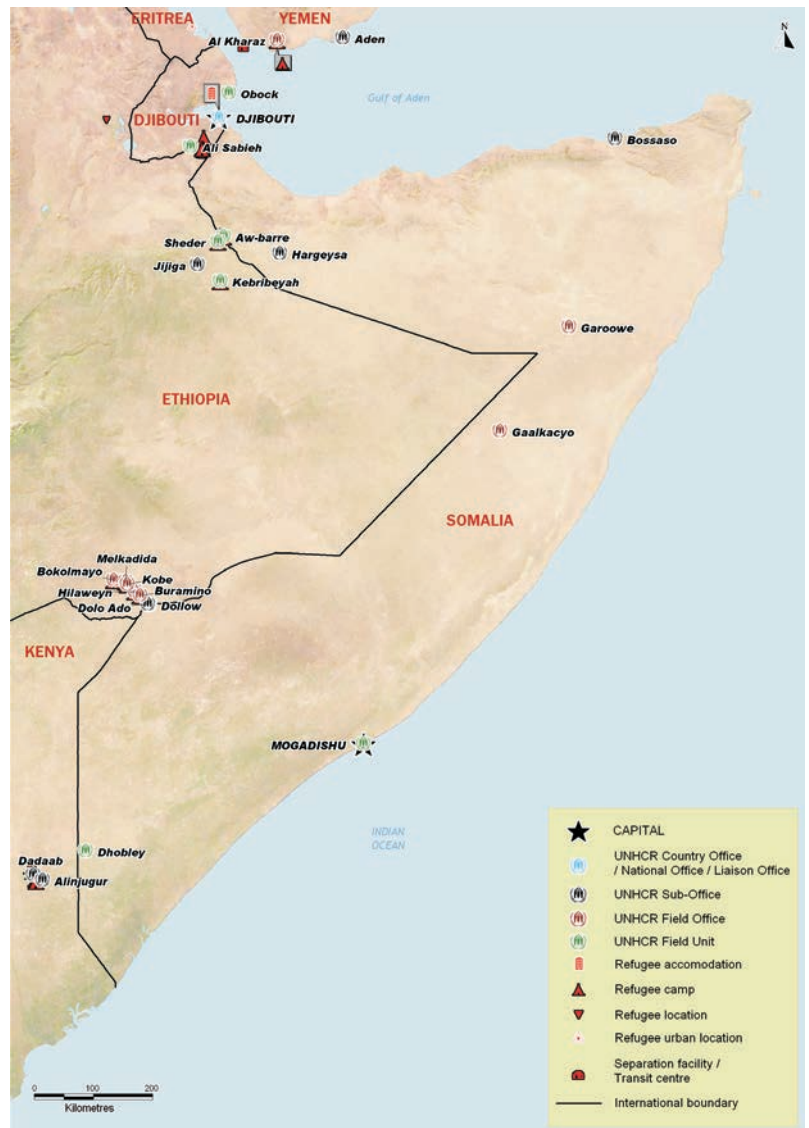 ERITREA
YEMEN
Al Kharaz
Aden
N
Obock
Gulf of Aden
DJIBOUTI
DJIBOUTI
Bossaso
Ali Sabieh
Sheder
Aw-barre
Hargeysa
Jijiga
Kebribeyah
Garoowe
ETHIOPIA
Gaalkacyo
SOMALIA
Melkadida
Bokolmayo
Kobe
Hilaweyn
Buramino
Dolo Ado
Dollow
KENYA
MOGADISHU
INDIAN
OCEAN
Dhobley
Dadaab
Alinjugur
CAPITAL
UNHCR Country Office
/ National Office / Liaison Office
UNHCR Sub-Office
UNHCR Field Office
UNHCR Field Unit
Refugee accomodation
Refugee camp
Refugee location
Refugee urban location
Separation facility /
Transit centre
International boundary
0 100 200
Kilometres